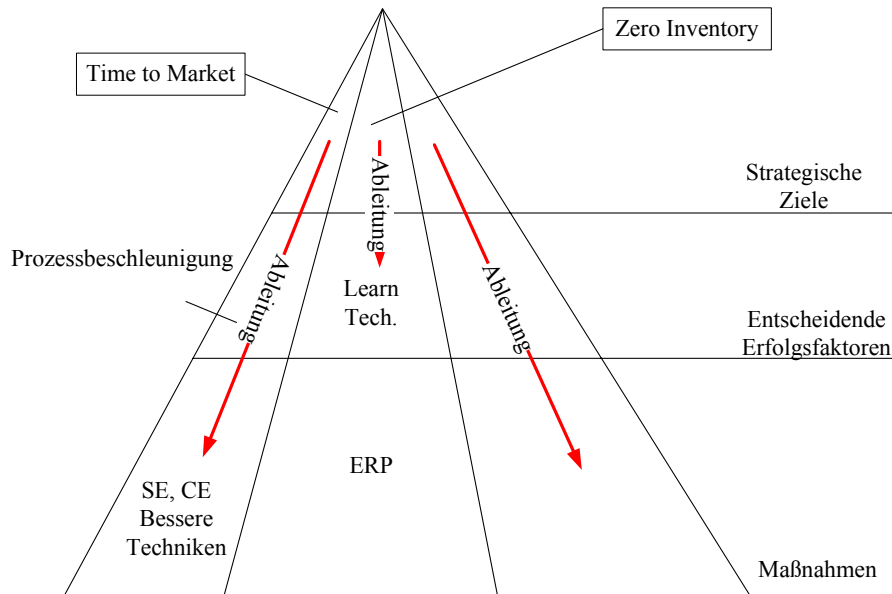 Zero Inventory
Time to Market
Ableitung
Strategische
Ziele
Prozessbeschleunigung
Ableitung
Learn
Tech.
Ableitung
Entscheidende
Erfolgsfaktoren
ERP
SE, CE
Bessere
Techniken
Maßnahmen